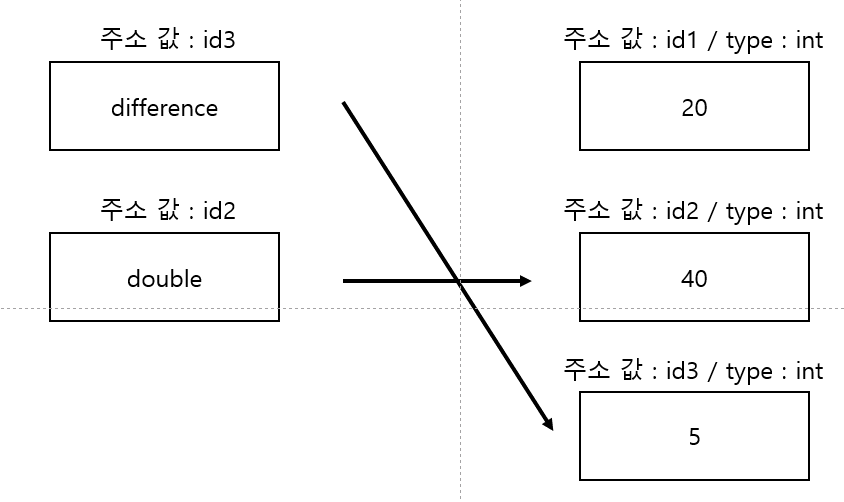 주소 값 : id3
difference
주소 값 : id2
double
주소 값 : id1 / type : int
20
주소 값 : id2 / type : int
40
주소 값 : id3 / type : int
5